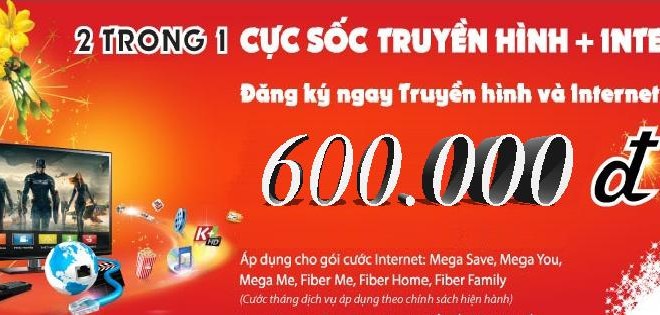 2 TRONG 1 CỰC SỐC TRUYỀN HÌNH + INTE
Đăng ký ngay Truyền hình và Internet
600.000 đ
K+
HD
Áp dụng cho gói cước Internet: Mega Save, Mega You,
Mega Me, Fiber Me, Fiber Home, Fiber Family
(Cước tháng dịch vụ áp dụng theo chính sách hiện hành)